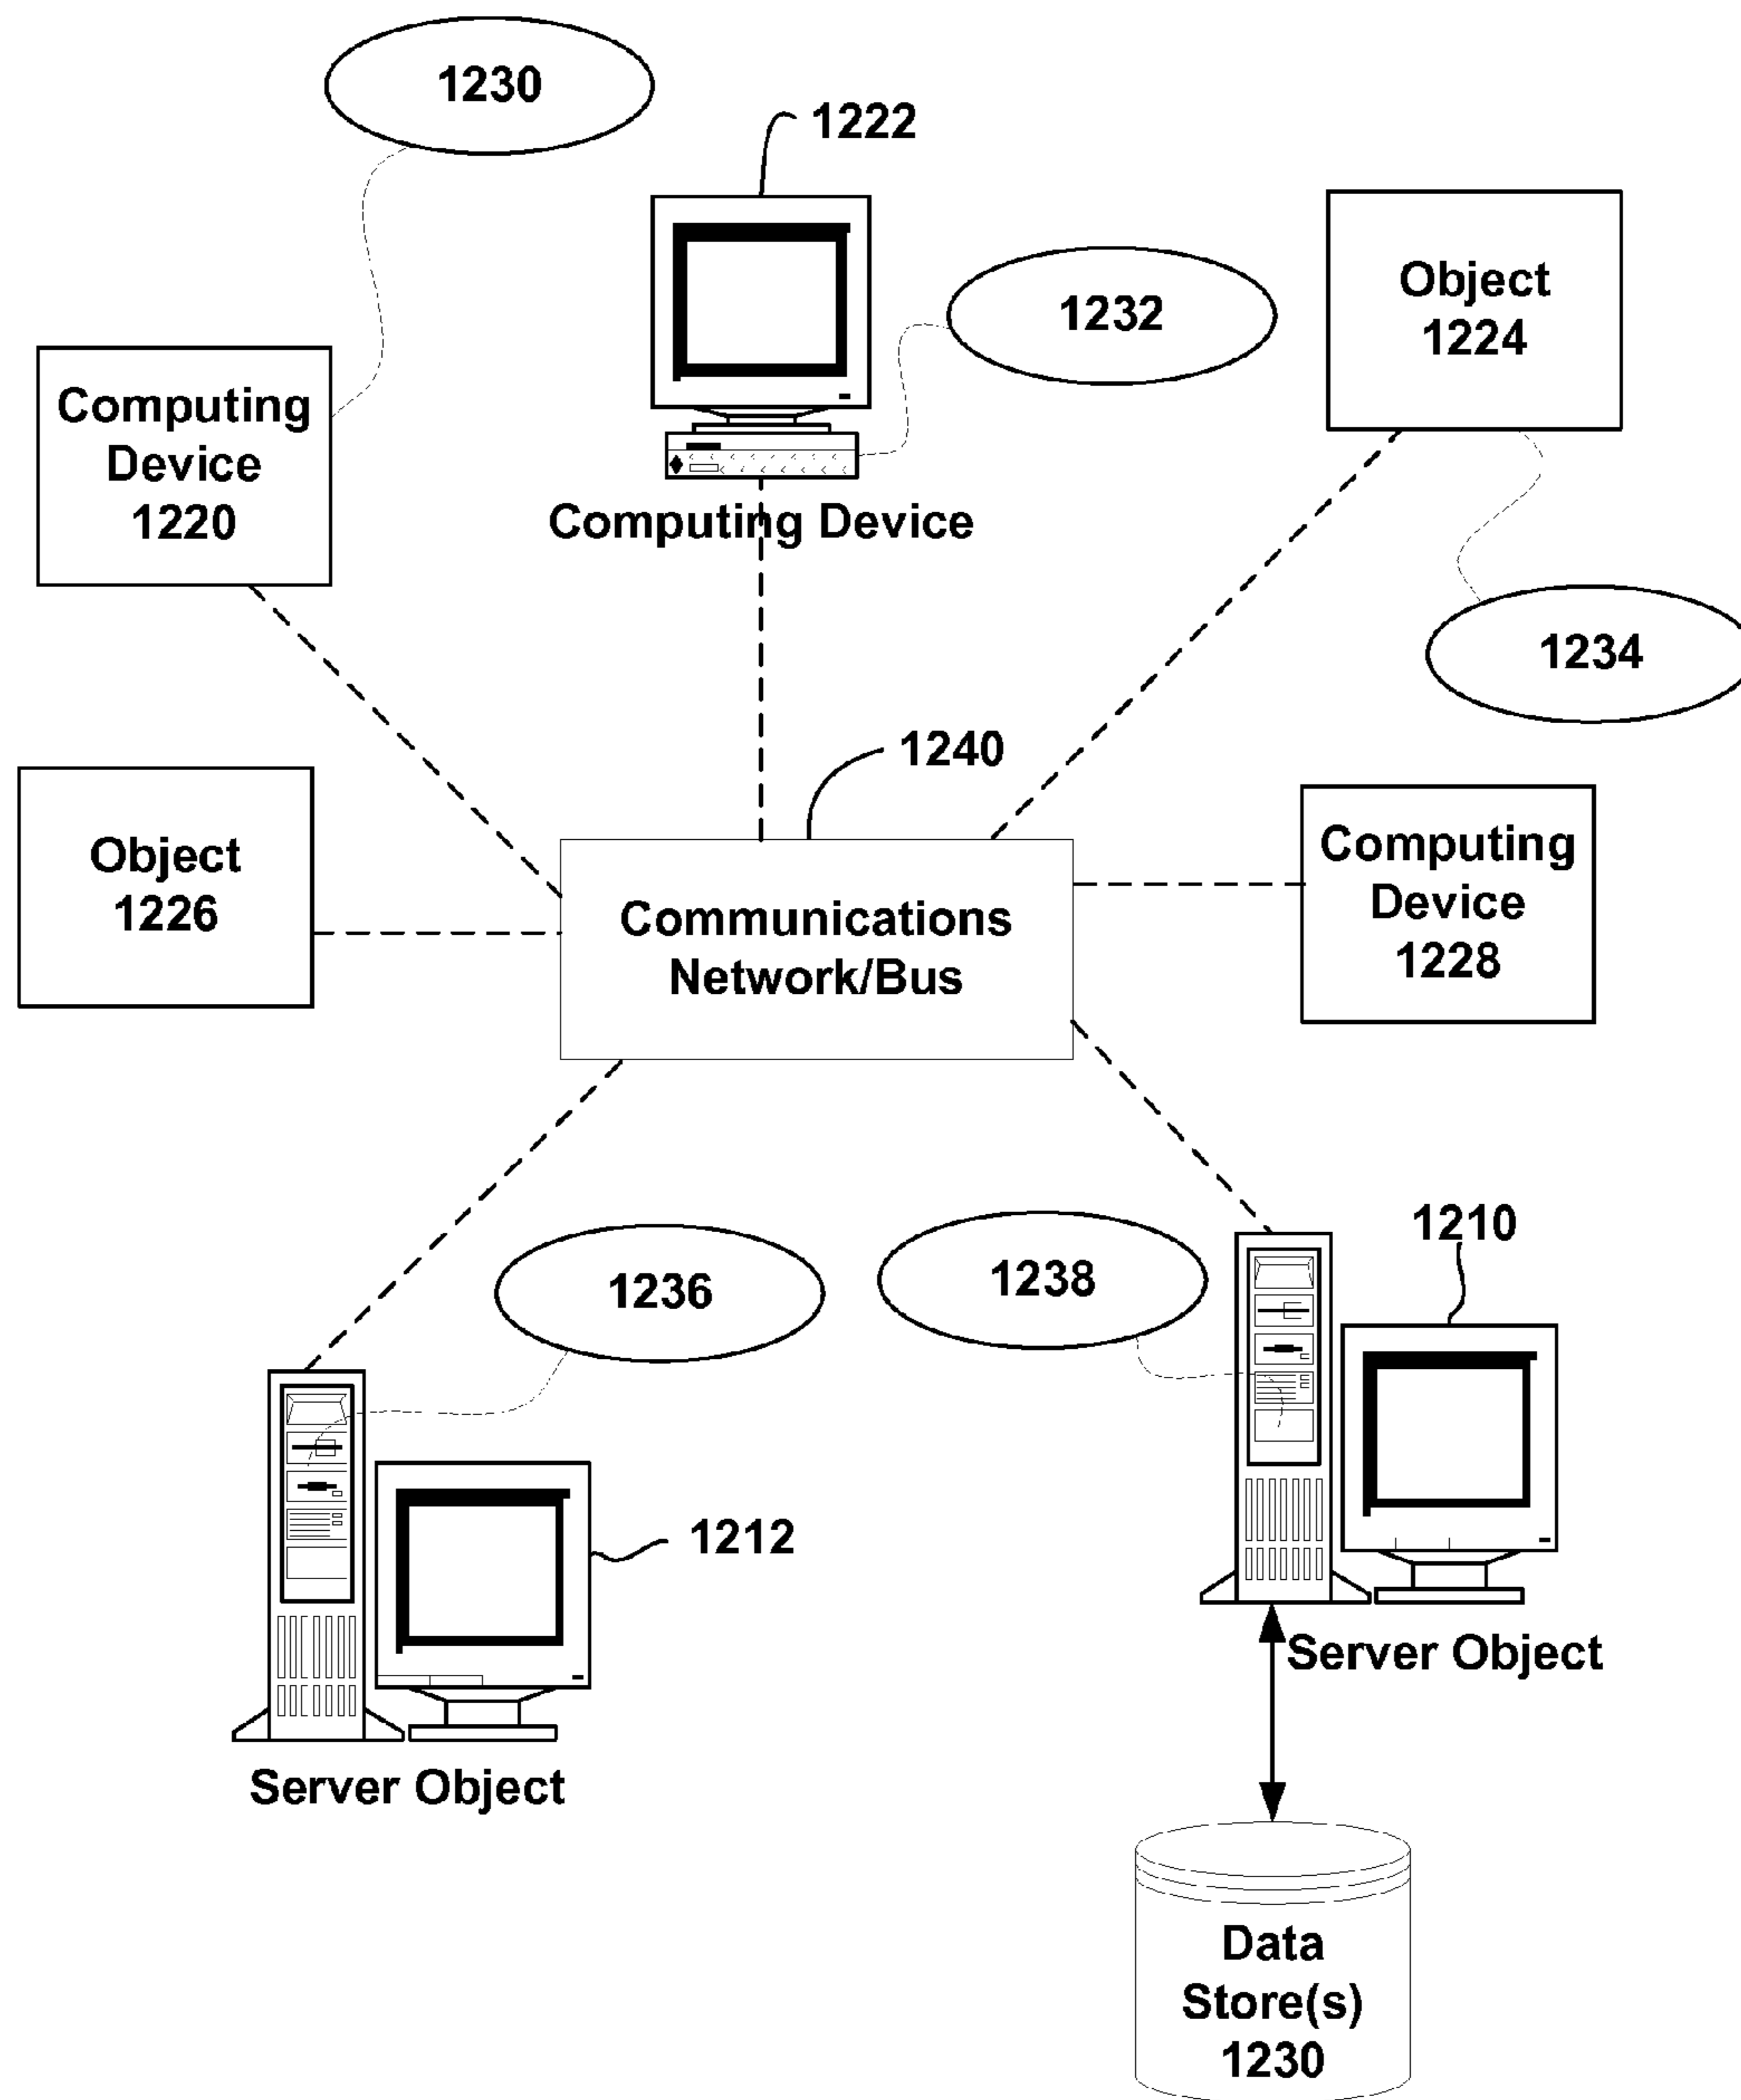 1230
1222
Object
1224
1232
Computing
Device
1220
Computing Device
1234
1240
Object
1226
Communications
Network/Bus
Computing
Device
1228
1236
1238
1210
1212
Server Object
Server Object
Data
Store(s)
1230